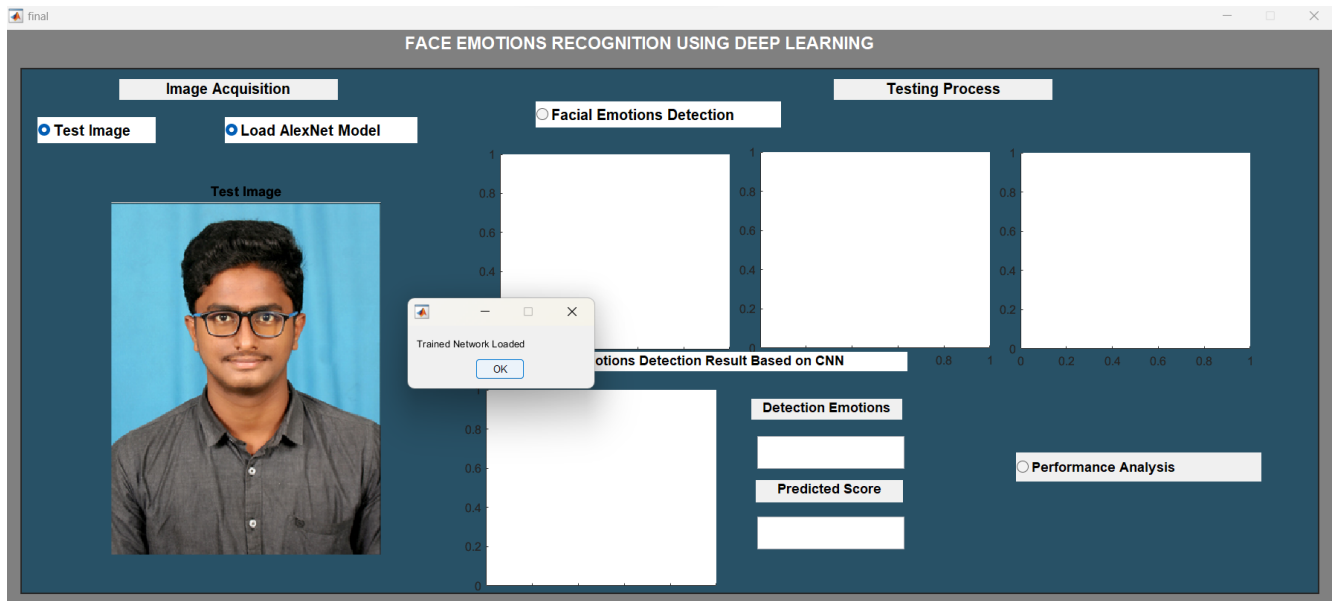 final
FACE EMOTIONS RECOGNITION USING DEEP LEARNING
Image Acquisition
Testing Process
Facial Emotions Detection
Test Image
Load AlexNet Model
Test Image
1
0.8
0.6
0.4
1
0.8
0.6
0.4
0.2
0
0.8
1
1
0.8
0.6
0.4
0.2
0
0
0.2
0.4
0.6
0.8
1
Trained Network Loaded
OK
otions Detection Result Based on CNN
0.8
0.6
0.4
0.2
0
Detection Emotions
Predicted Score
Performance Analysis